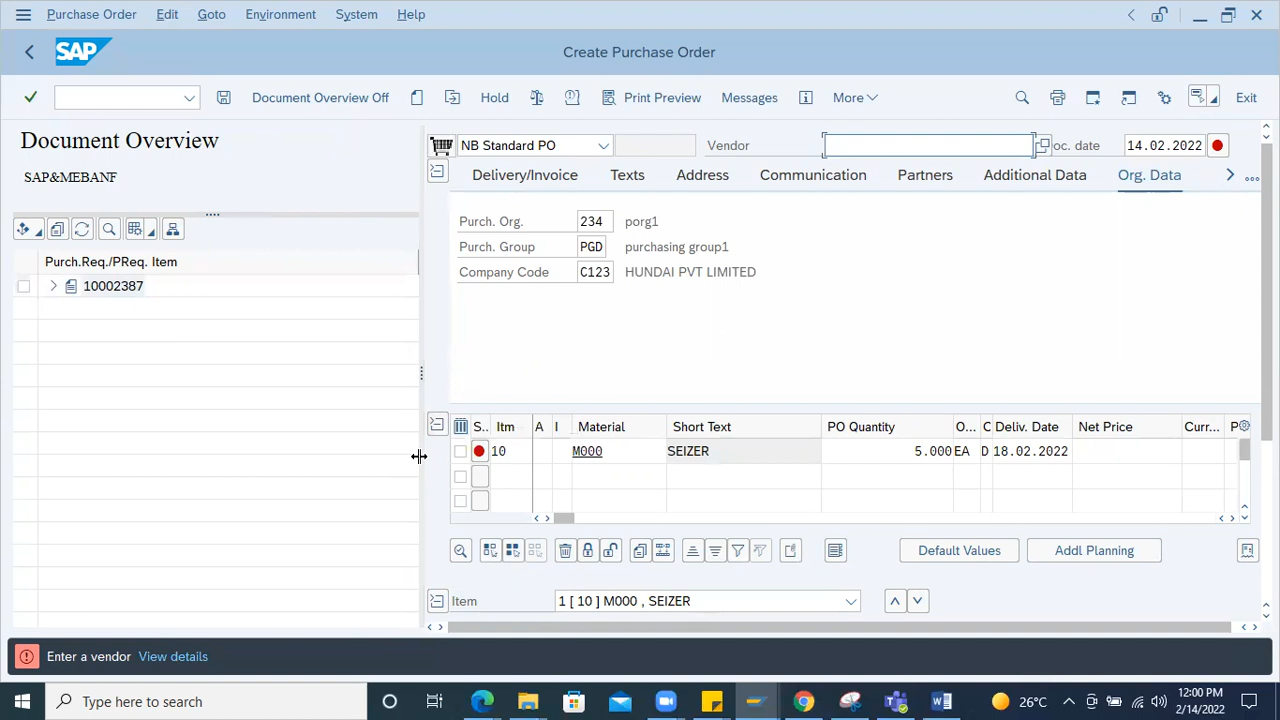 Purchase Order Edit Goto Environment System Help
SAP Create Purchase Order
Document Overview Off Hold Print Preview Messages More Exit
Document Overview
SAP&MEBANF
Purch.Req./PReq. Item
10002387
NB Standard PO Vendor oc. date 14.02.2022
Delivery/Invoice Texts Address Communication Partners Additional Data Org. Data
Purch. Org. 234 porg1
Purch. Group PGD purchasing group1
Company Code C123 HUNDAI PVT LIMITED
S.. Itm A I Material Short Text PO Quantity O... C Deliv. Date Net Price Curr...
10 M000 SEIZER 5.000 EA D 18.02.2022
Default Values Addl Planning
Item 1 [ 10 ] M000 , SEIZER
Enter a vendor View details
Type here to search
26°C
12:00 PM
2/14/2022